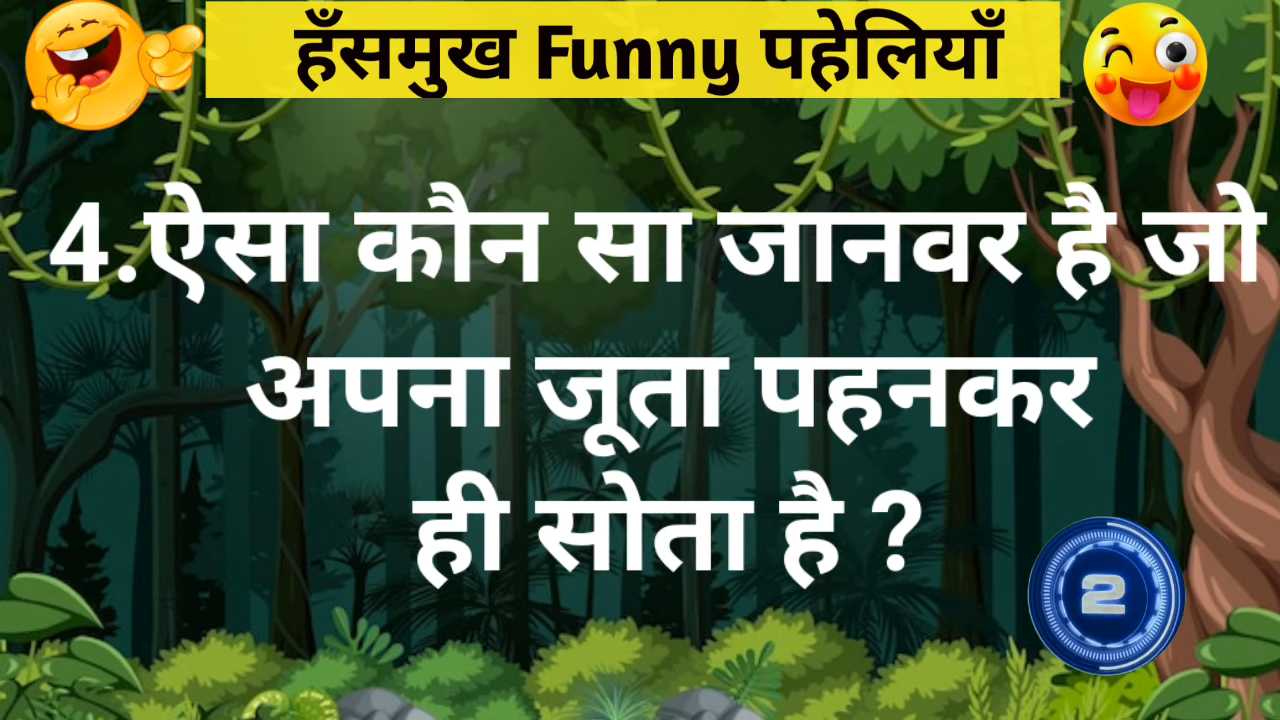 हँसमुख Funny पहेलियाँ
4.ऐसा कौन सा जानवर है जो
अपना जूता पहनकर
ही सोता है ?
2